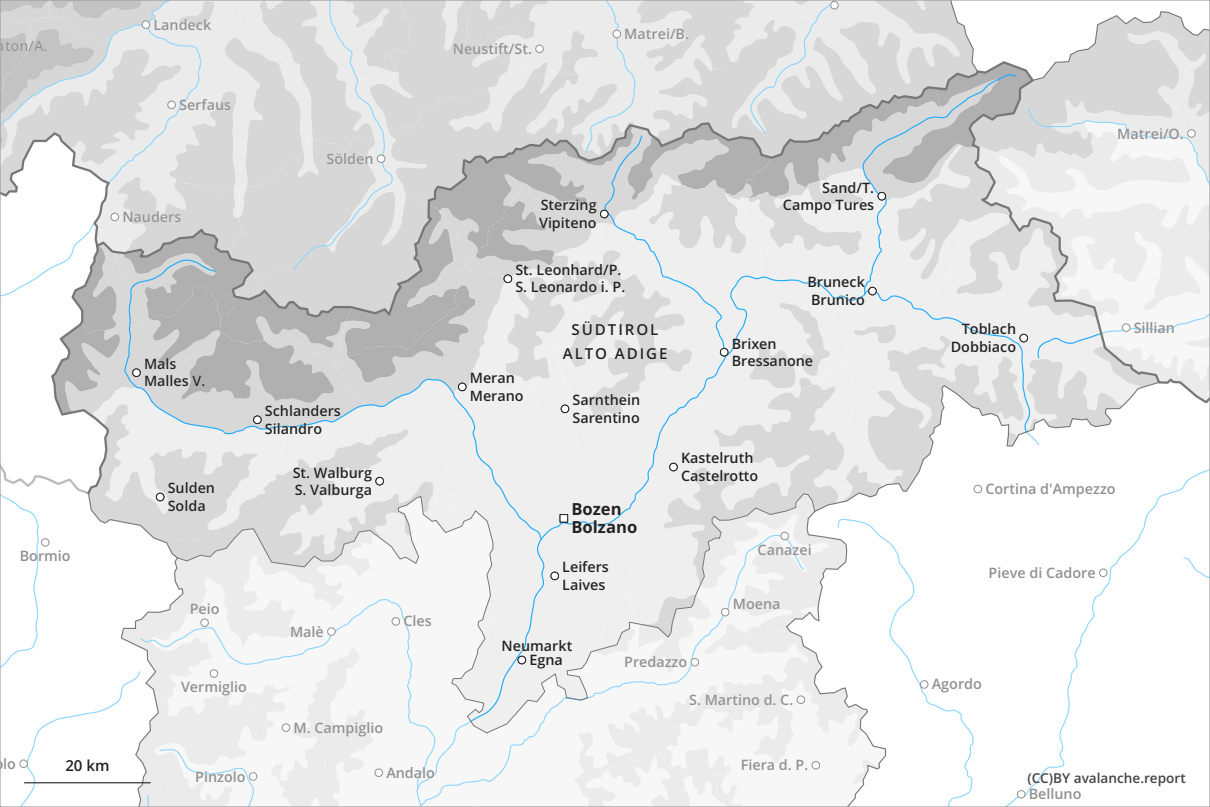 Landeck
Matrei/B.
nton/A.
Neustift/St.
Serfaus
Matrei/O.
Sölden
Sand/T.
Campo Tures
Sterzing
Vipiteno
Nauders
St. Leonhard/P.
S. Leonardo i. P.
Bruneck
Brunico
SÜDTIROL
ALTO ADIGE
Toblach
Dobbiaco
Sillian
Brixen
Bressanone
Mals
Malles V.
Meran
Merano
Sarnthein
Sarentino
Schlanders
Silandro
Kastelruth
Castelrotto
St. Walburg
S. Valburga
Sulden
Solda
Cortina d'Ampezzo
Bozen
Bolzano
Bormio
Canazei
Leifers
Laives
Pieve di Cadore
Peio
Moena
Malè
Cles
Neumarkt
Egna
Predazzo
Vermiglio
Agordo
S. Martino d. C.
M. Campiglio
olo
20 km
Pinzolo
Andalo
Fiera d. P.
(CC)BY avalanche.report
Belluno